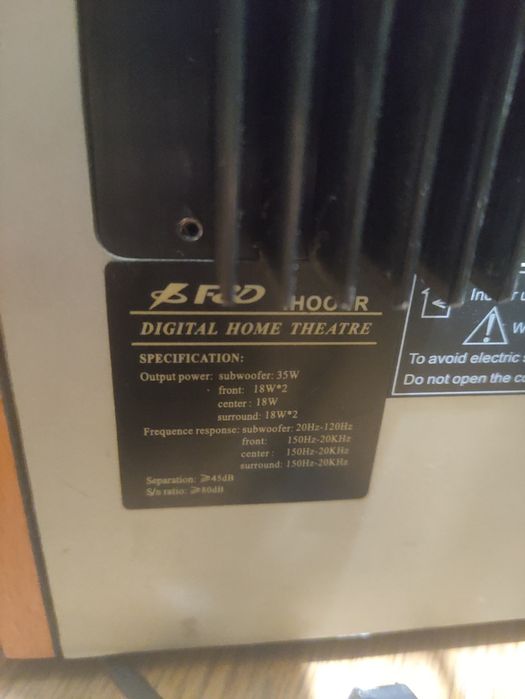 F&D
DIGITAL HOME THEATRE
SPECIFICATION:
Output power: subwoofer: 35W
front: 18W*2
center: 18W
surround: 18W*2
Frequence response: subwoofer: 20Hz-120Hz
front: 150Hz-20KHz
center: 150Hz-20KHz
surround: 150Hz-20KHz
Separation: ≥45dB
S/n ratio: ≥80dB
To avoid electric
Do not open the